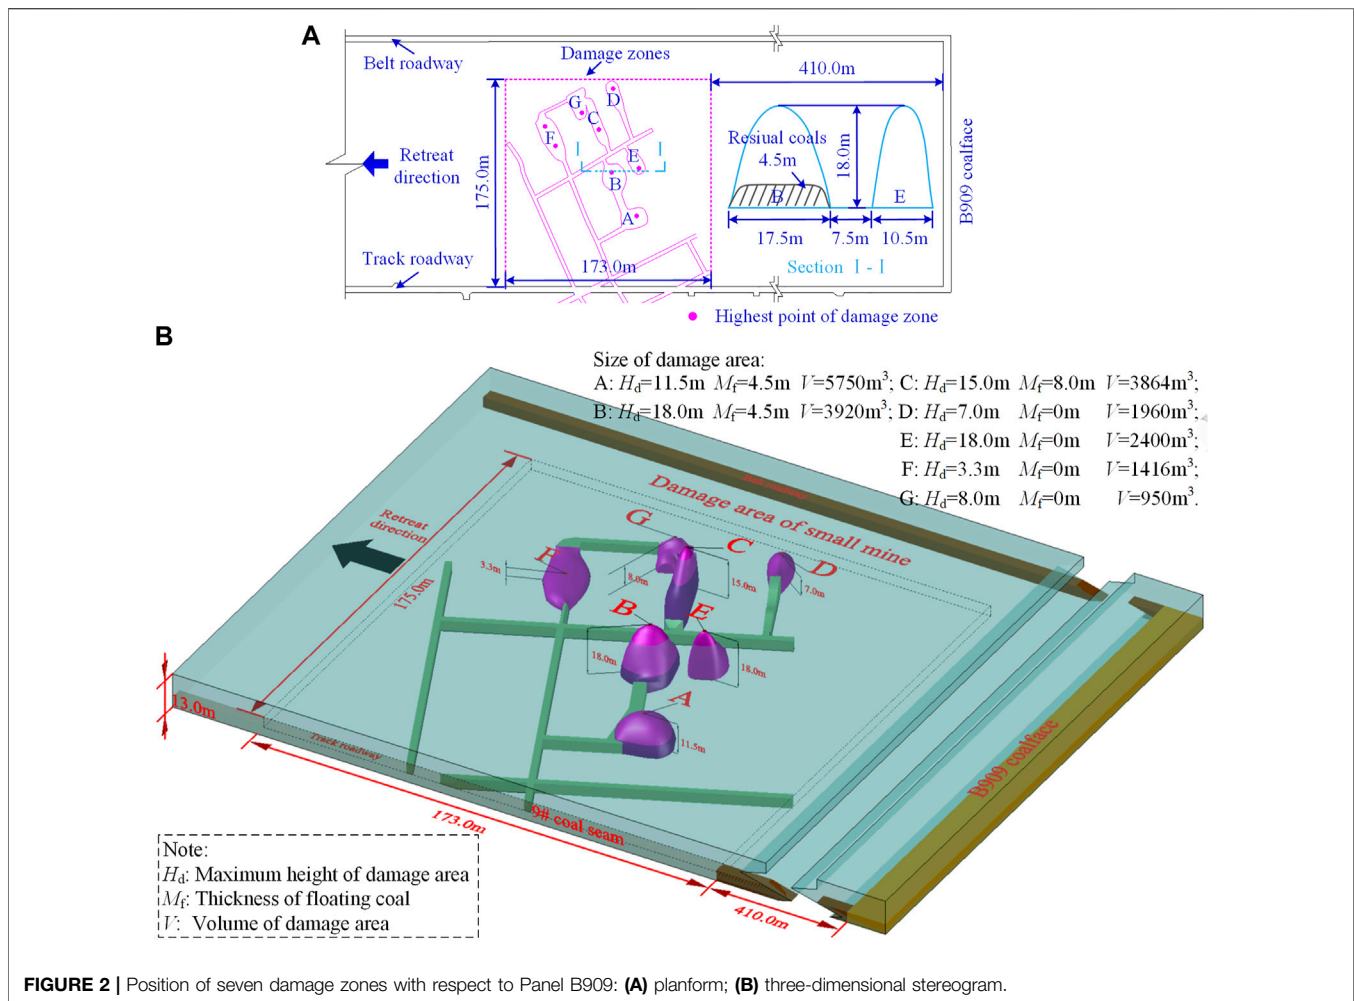 A
Belt roadway
Damage zones
410.0m
G
D
C
F
Resiual coals
4.5m
18.0m
I
I
E
Retreat
direction
175.0m
B
B
E
B909 coalface
A
17.5m
7.5m
10.5m
Track roadway
173.0m
Section I - I
Highest point of damage zone
B
Size of damage area:
A: Hd=11.5m Mf=4.5m V=5750m³; C: Hd=15.0m Mf=8.0m V=3864m³;
B: Hd=18.0m Mf=4.5m V=3920m³; D: Hd=7.0m Mf=0m V=1960m³;
E: Hd=18.0m Mf=0m V=2400m³;
F: Hd=3.3m Mf=0m V=1416m³;
G: Hd=8.0m Mf=0m V=950m³.
Damage area of small mine
Retreat
direction
G
C
F
D
3.3m
8.0m
15.0m
7.0m
175.0m
B
E
18.0m
18.0m
A
13.0m
11.5m
Track roadway
B909 coalface
9# coal seam
173.0m
410.0m
Note:
Hd: Maximum height of damage area
Mf: Thickness of floating coal
V: Volume of damage area
FIGURE 2 | Position of seven damage zones with respect to Panel B909: (A) planform; (B) three-dimensional stereogram.